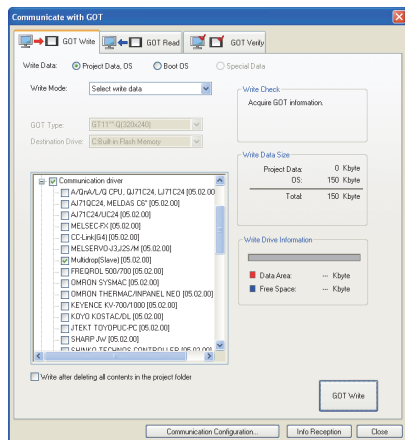 Communicate with GOT
GOT Write
GOT Read
GOT Verify
Write Data:
Project Data, OS
Boot OS
Special Data
Write Mode:
Select write data
GOT Type:
GT11**-Q(320x240)
Destination Drive:
C:Built-in Flash Memory
Communication driver
A/QnA/L/Q CPU, QJ71C24, LJ71C24 [05.02.00
AJ71QC24, MELDAS C6* [05.02.00]
AJ71C24/UC24 [05.02.00]
MELSEC-FX [05.02.00]
CC-Link(G4) [05.02.00]
MELSERVO-J3,J2S/M [05.02.00]
Multidrop(Slave) [05.02.00]
FREQROL 500/700 [05.02.00]
OMRON SYSMAC [05.02.00]
OMRON THERMAC/INPANEL NEO [05.02.00]
KEYENCE KV-700/1000 [05.02.00]
KOYO KOSTAC/DL [05.02.00]
JTEKT TOYOPUC-PC [05.02.00]
SHARP JW [05.02.00]
SHINKO TECHNOS CONTROLLER [05.02.00]
Write after deleting all contents in the project folder
Write Check
Acquire GOT information.
Write Data Size
Project Data: 0 Kbyte
OS: 150 Kbyte
Total: 150 Kbyte
Write Drive Information
Data Area: --- Kbyte
Free Space: --- Kbyte
GOT Write
Communication Configuration...
Info Reception
Close